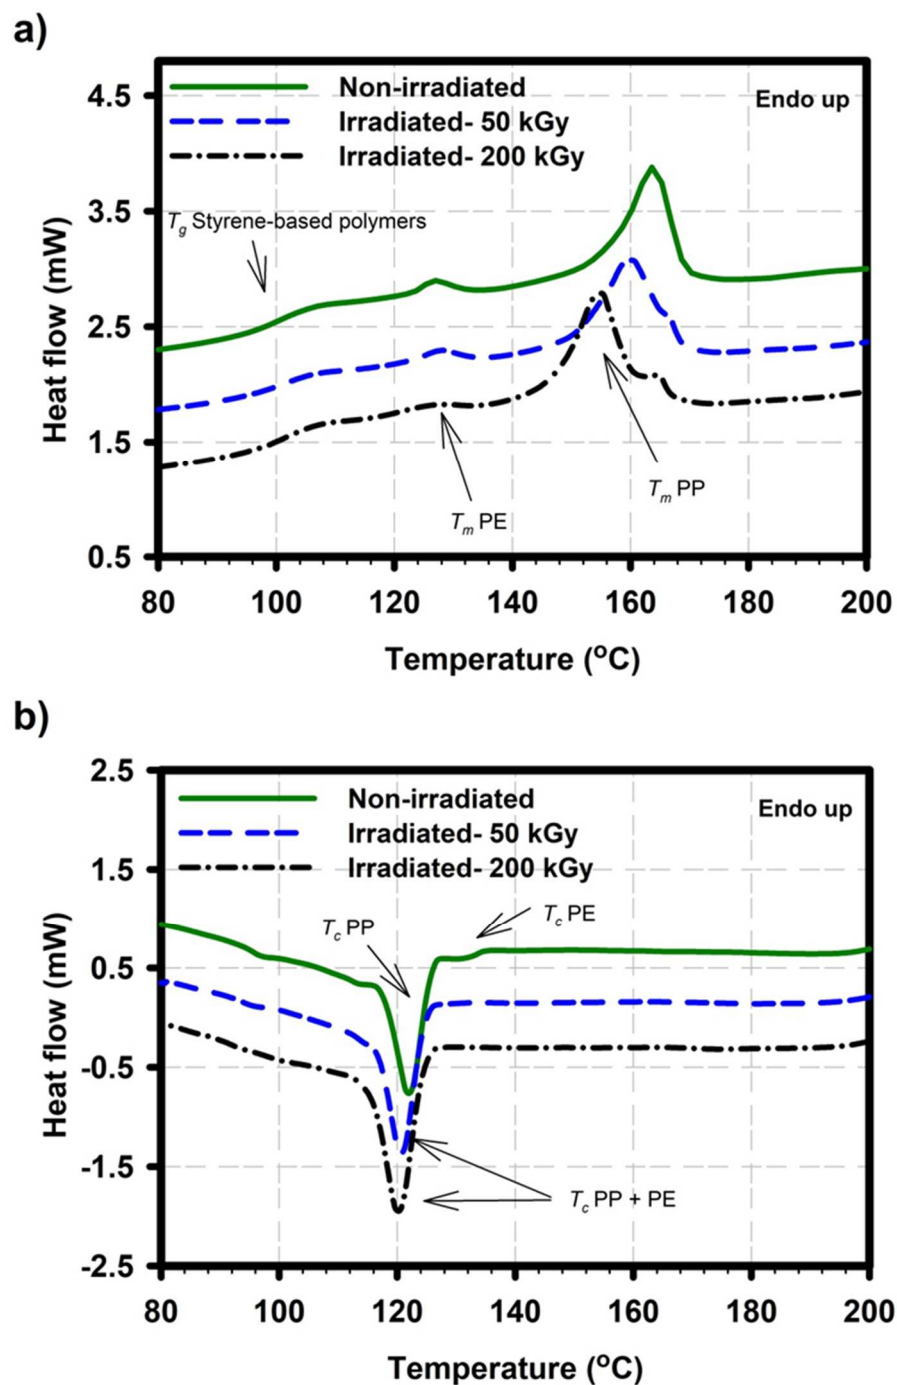 a)
4.5
3.5
2.5
1.5
0.5
Heat flow (mW)
Non-irradiated
Irradiated- 50 kGy
Irradiated- 200 kGy
Endo up
Tg Styrene-based polymers
Tm PE
Tm PP
80 100 120 140 160 180 200
Temperature (°C)
b)
2.5
1.5
0.5
-0.5
-1.5
-2.5
Heat flow (mW)
Non-irradiated
Irradiated- 50 kGy
Irradiated- 200 kGy
Endo up
Tc PP
Tc PE
Tc PP + PE
80 100 120 140 160 180 200
Temperature (°C)